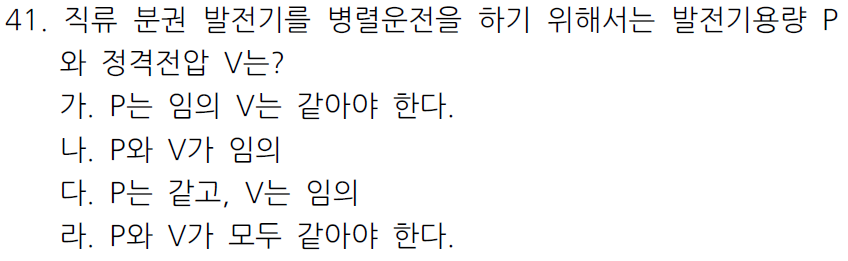 41. 직류 분권 발전기를 병렬운전을 하기 위해서는 발전기용량 P
와 정격전압 V는?
가. P는 임의 V는 같아야 한다.
나. P와 V가 임의
다. P는 같고, V는 임의
라. P와 V가 모두 같아야 한다.